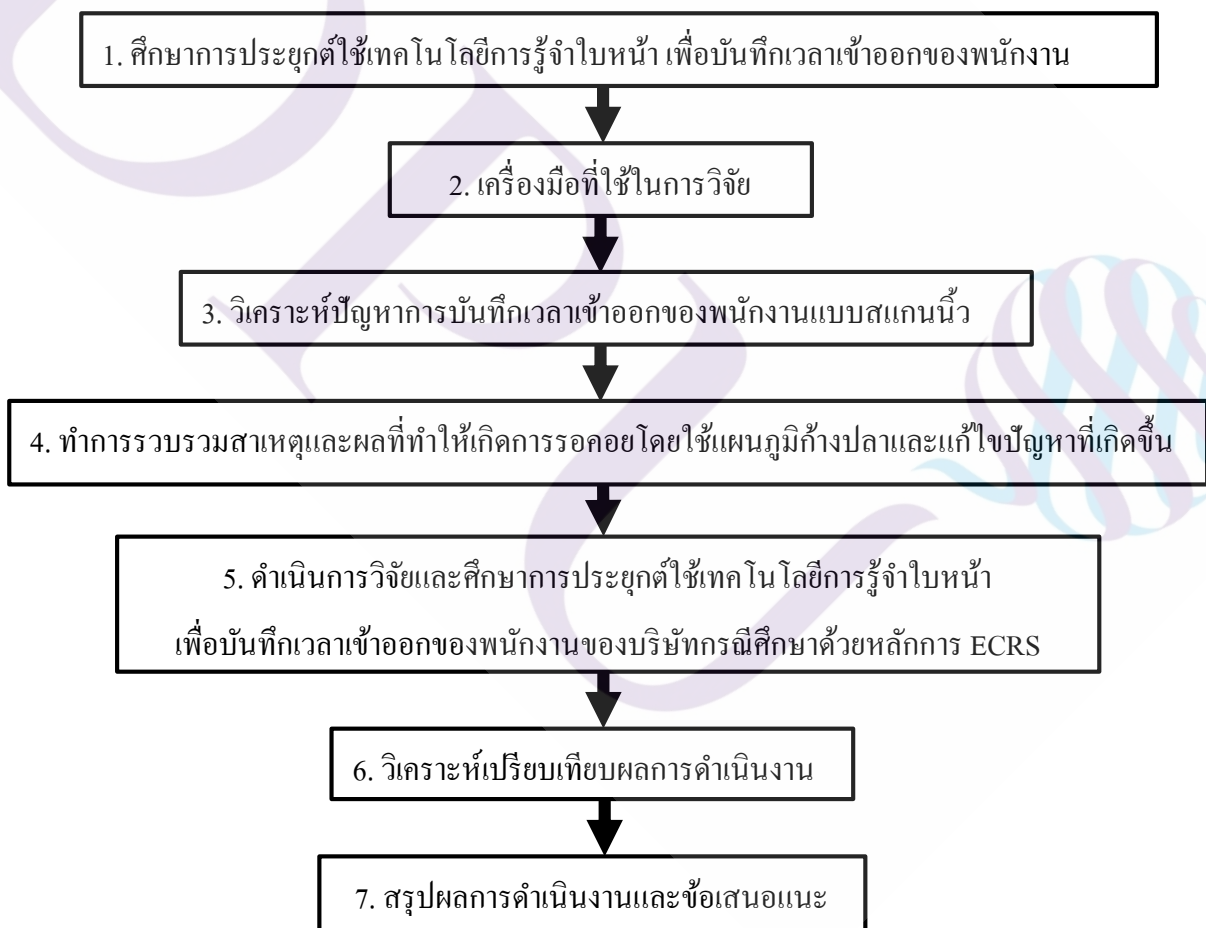 1. ศึกษาการประยุกต์ใช้เทคโนโลยีการรู้จำใบหน้า เพื่อบันทึกเวลาเข้าออกของพนักงาน
2. เครื่องมือที่ใช้ในการวิจัย
3. วิเคราะห์ปัญหาการบันทึกเวลาเข้าออกของพนักงานแบบสแกนนิ้ว
4. ทำการรวบรวมสาเหตุและผลที่ทำให้เกิดการรอคอยโดยใช้แผนภูมิก้างปลาและแก้ไขปัญหาที่เกิดขึ้น
5. ดำเนินการวิจัยและศึกษาการประยุกต์ใช้เทคโนโลยีการรู้จำใบหน้า
เพื่อบันทึกเวลาเข้าออกของพนักงานของบริษัทกรณีศึกษาด้วยหลักการ ECRS
6. วิเคราะห์เปรียบเทียบผลการดำเนินงาน
7. สรุปผลการดำเนินงานและข้อเสนอแนะ